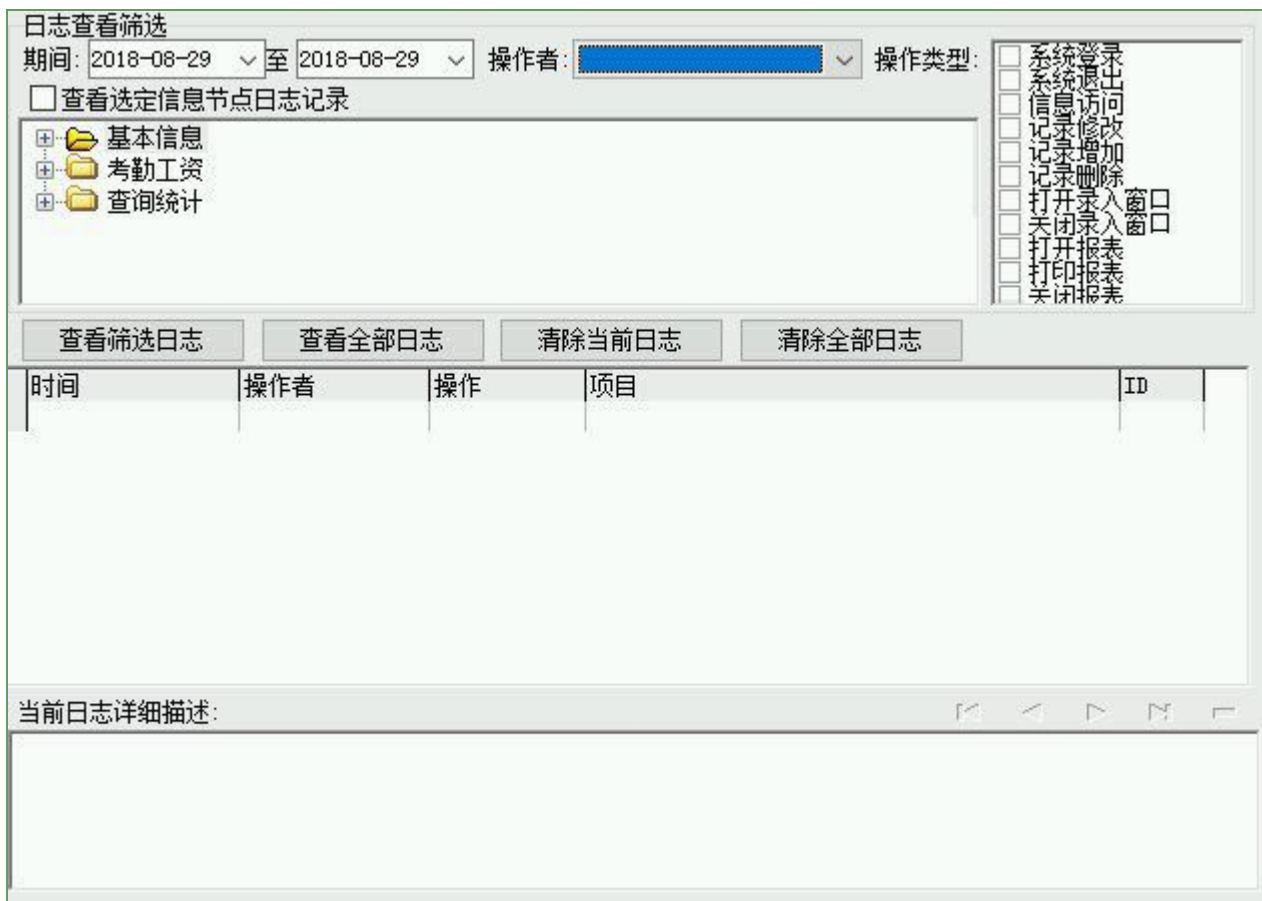 日志查看筛选
期间: 2018-08-29 至 2018-08-29 操作者: 操作类型:
系统登录
系统退出
信息访问
记录修改
记录增加
记录删除
打开录入窗口
关闭录入窗口
打开报表
打印报表
关闭报表
查看选定信息节点日志记录
基本信息
考勤工资
查询统计
查看筛选日志 查看全部日志 清除当前日志 清除全部日志
时间 操作者 操作 项目 ID
当前日志详细描述: